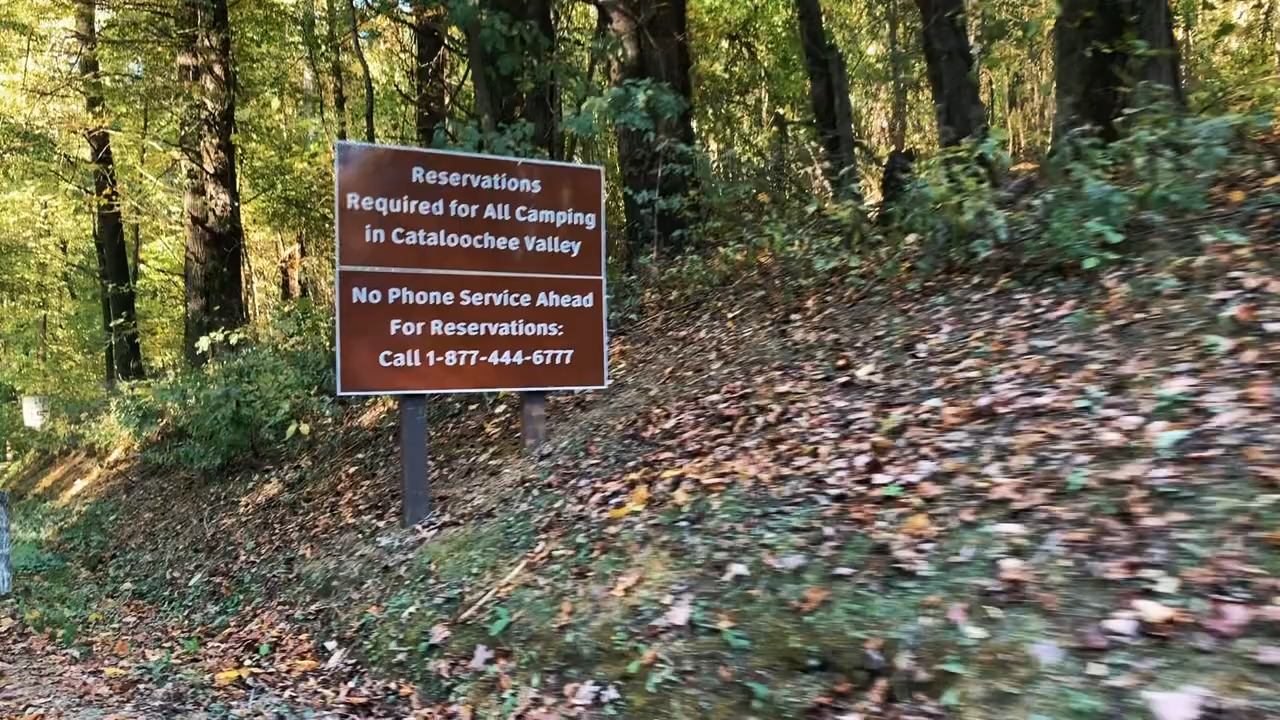 Reservations
Required for All Camping
in Cataloochee Valley
No Phone Service Ahead
For Reservations:
Call 1-877-444-6777